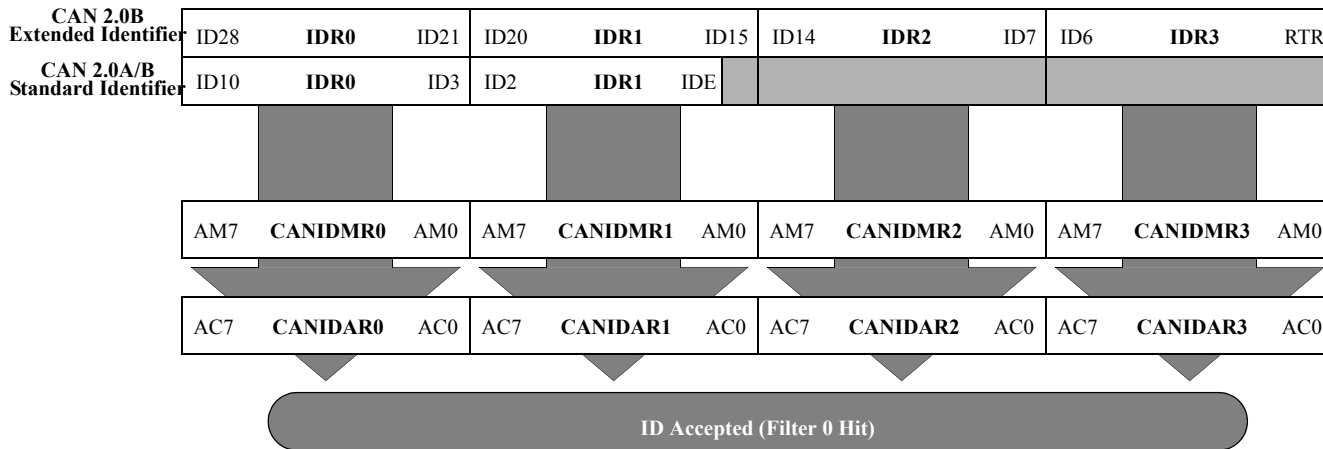 CAN 2.0B
Extended Identifier
ID28 IDR0 ID21 ID20 IDR1 ID15 ID14 IDR2 ID7 ID6 IDR3 RTR
CAN 2.0A/B
Standard Identifier
ID10 IDR0 ID3 ID2 IDR1 IDE
AM7 CANIDMR0 AM0 AM7 CANIDMR1 AM0 AM7 CANIDMR2 AM0 AM7 CANIDMR3 AM0
AC7 CANIDAR0 AC0 AC7 CANIDAR1 AC0 AC7 CANIDAR2 AC0 AC7 CANIDAR3 AC0
ID Accepted (Filter 0 Hit)